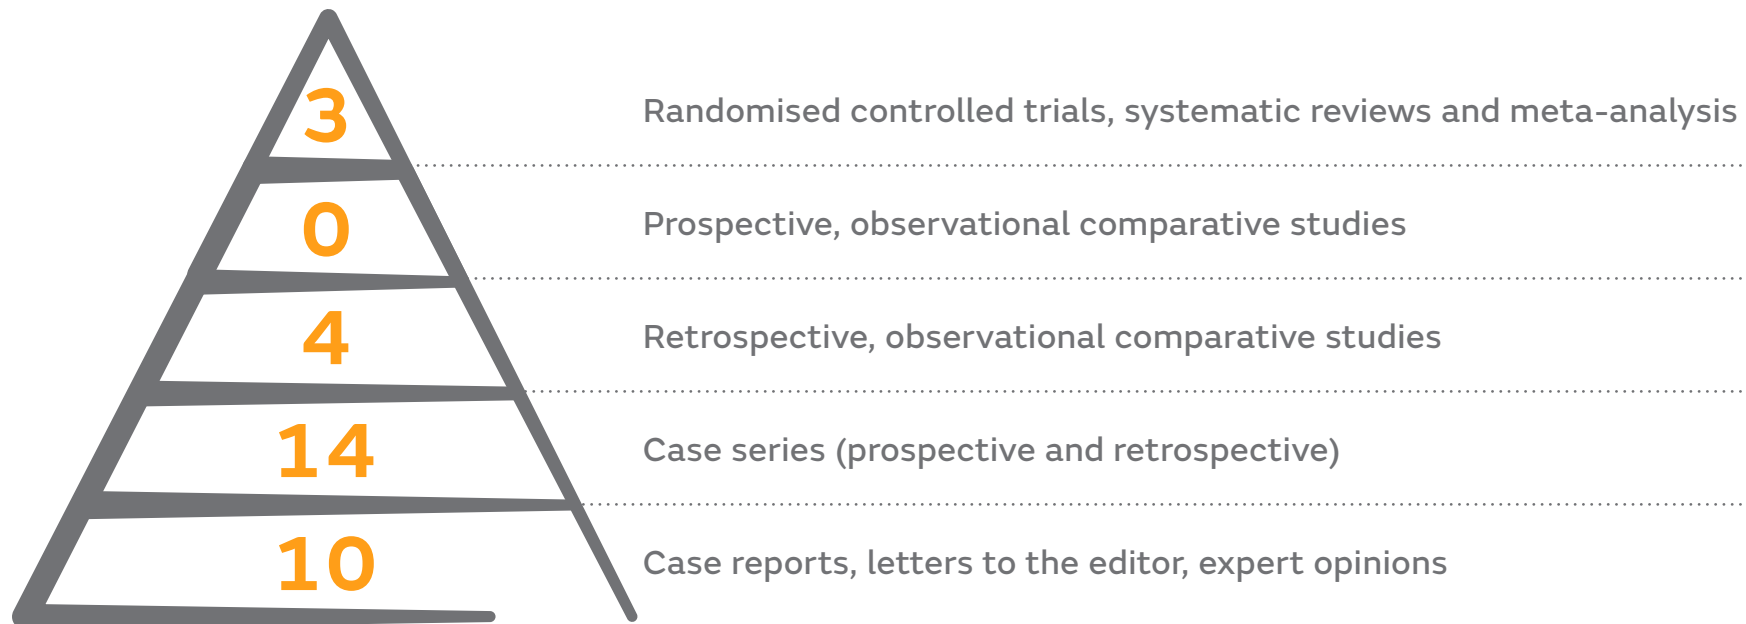 3
Randomised controlled trials, systematic reviews and meta-analysis
0
Prospective, observational comparative studies
4
Retrospective, observational comparative studies
14
Case series (prospective and retrospective)
10
Case reports, letters to the editor, expert opinions